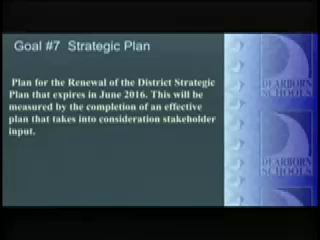 Goal #7 Strategic Plan
Plan for the Renewal of the District Strategic
Plan that expires in June 2016. This will be
measured by the completion of an effective
plan that takes into consideration stakeholder
input.
DEARBORN
SCHOOLS
DEARBORN
SCHOOLS